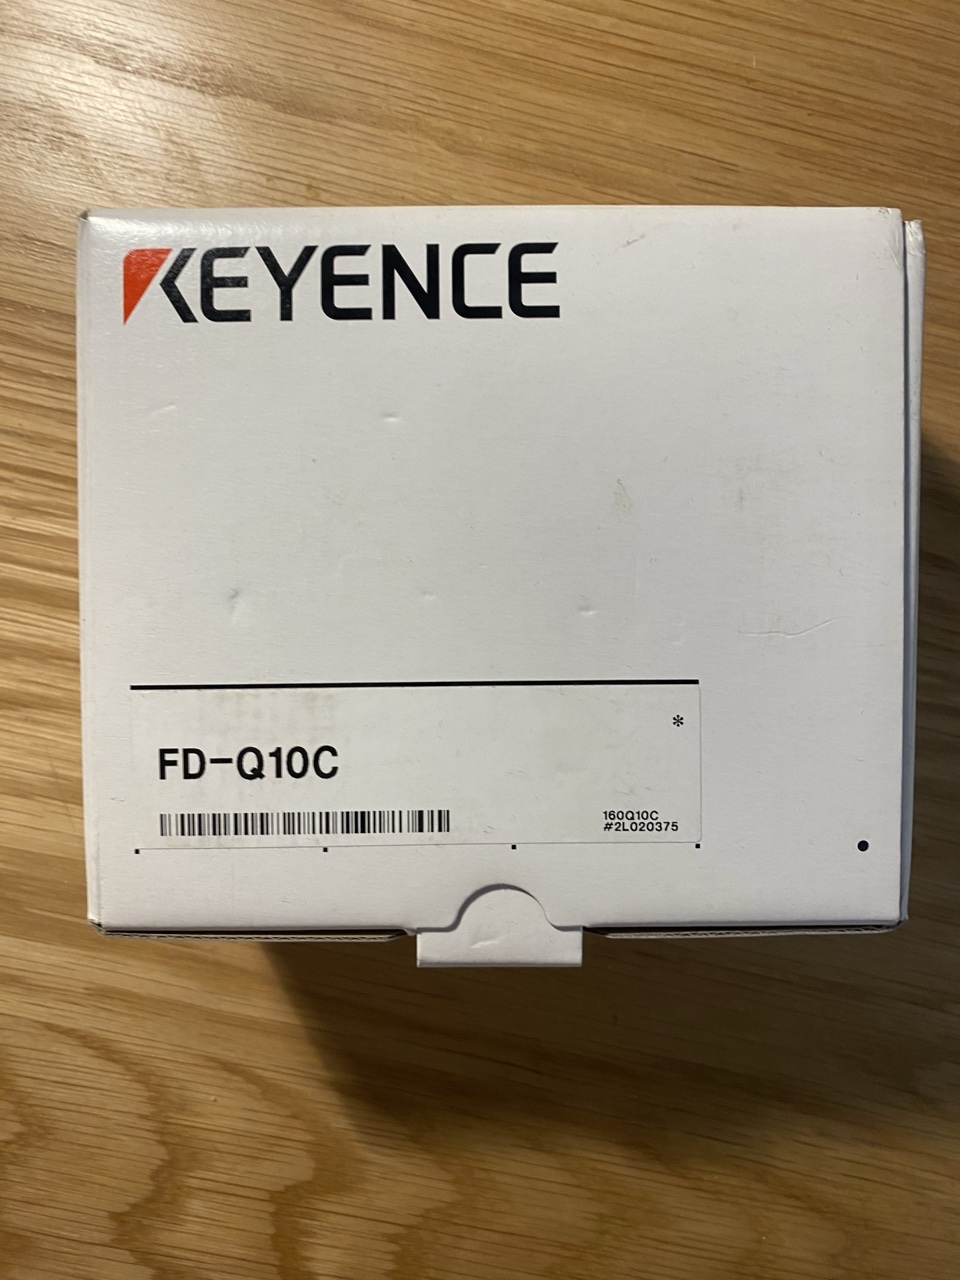 KEYENCE
*
FD-Q10C
160Q10C
#2L020375